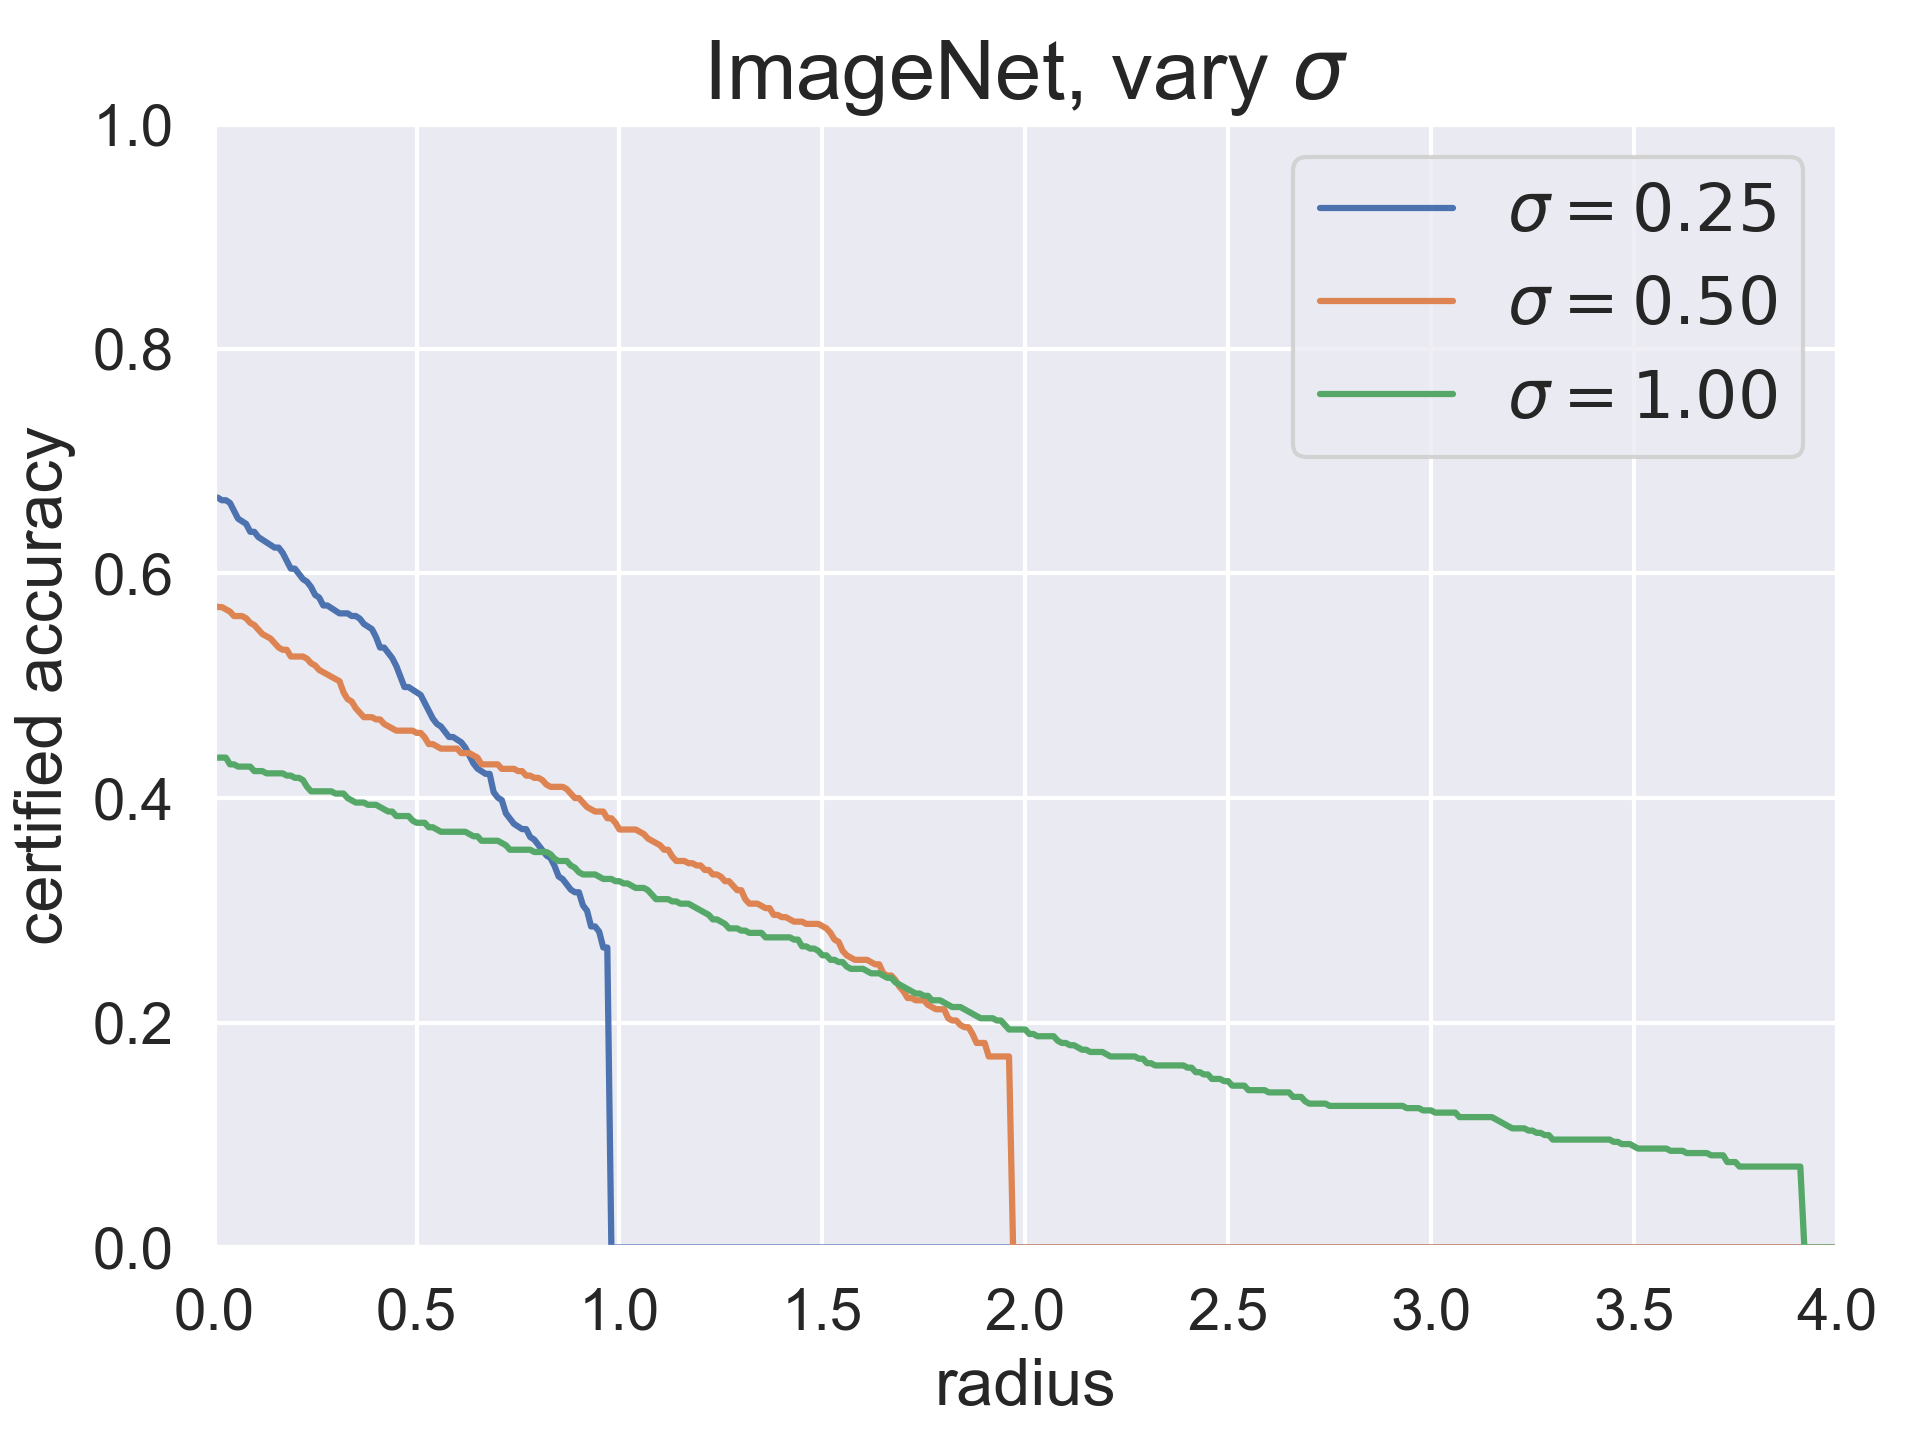 ImageNet, vary σ
σ = 0.25
σ = 0.50
σ = 1.00
certified accuracy
1.0
0.8
0.6
0.4
0.2
0.0
0.0 0.5 1.0 1.5 2.0 2.5 3.0 3.5 4.0
radius